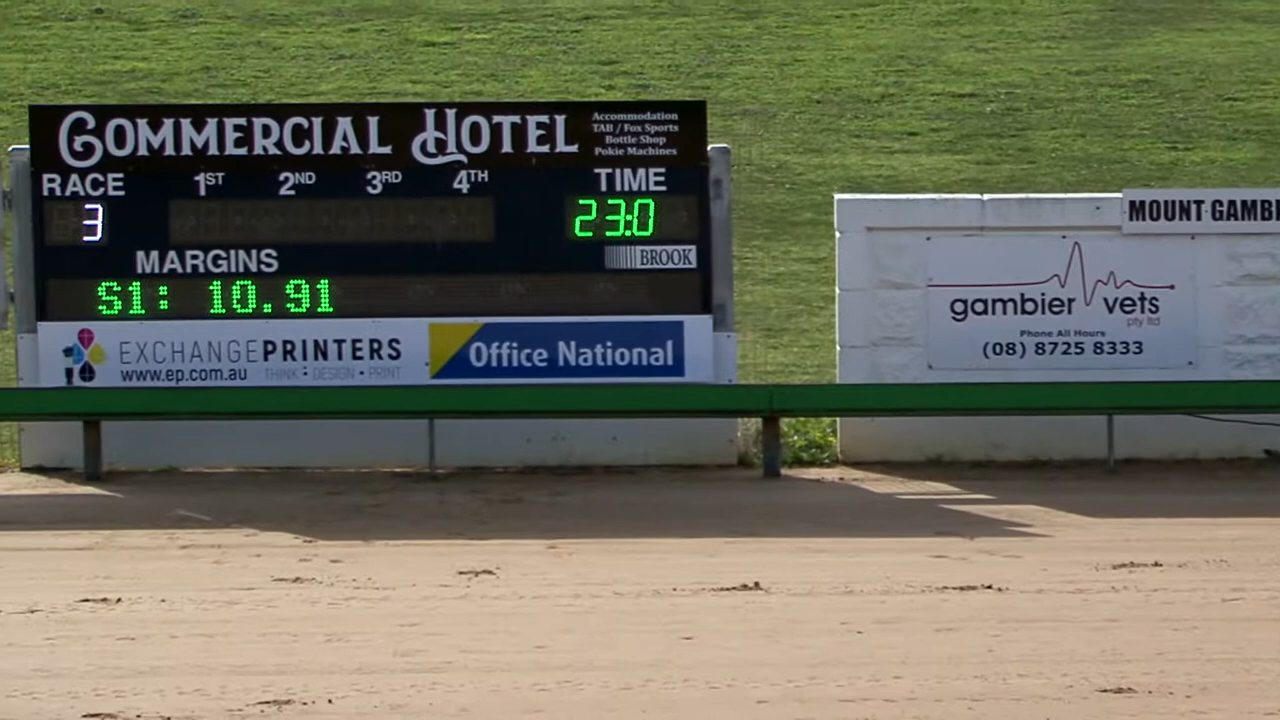 COMMERCIAL HOTEL
Accommodation
TAB / Fox Sports
Bottle Shop
Pokie Machines
RACE 1ST 2ND 3RD 4TH TIME
3 23:0
MARGINS BROOK
S1: 10.91
EXCHANGEPRINTERS
www.ep.com.au THINK : DESIGN • PRINT
Office National
MOUNT GAMBI
gambier vets
pty ltd
Phone All Hours
(08) 8725 8333